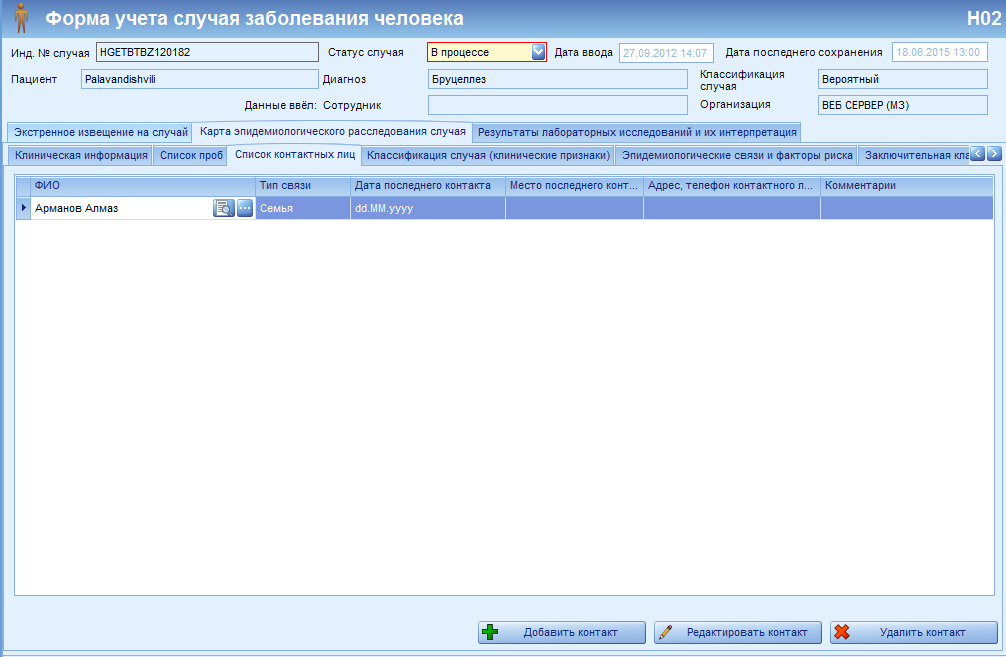 Форма учета случая заболевания человека H02
Инд. № случая HGETBTBZ120182 Статус случая В процессе Дата ввода 27.09.2012 14:07 Дата последнего сохранения 18.06.2015 13:00
Пациент Palavandishvili Диагноз Бруцеллез Классификация случая Вероятный
Данные ввёл: Сотрудник Организация ВЕБ СЕРВЕР (МЗ)
Экстренное извещение на случай Карта эпидемиологического расследования случая Результаты лабораторных исследований и их интерпретация
Клиническая информация Список проб Список контактных лиц Классификация случая (клинические признаки) Эпидемиологические связи и факторы риска Заключительная кла
ФИО Тип связи Дата последнего контакта Место последнего конт... Адрес, телефон контактного л... Комментарии
Арманов Алмаз Семья dd.MM.yyyy
Добавить контакт Редактировать контакт Удалить контакт